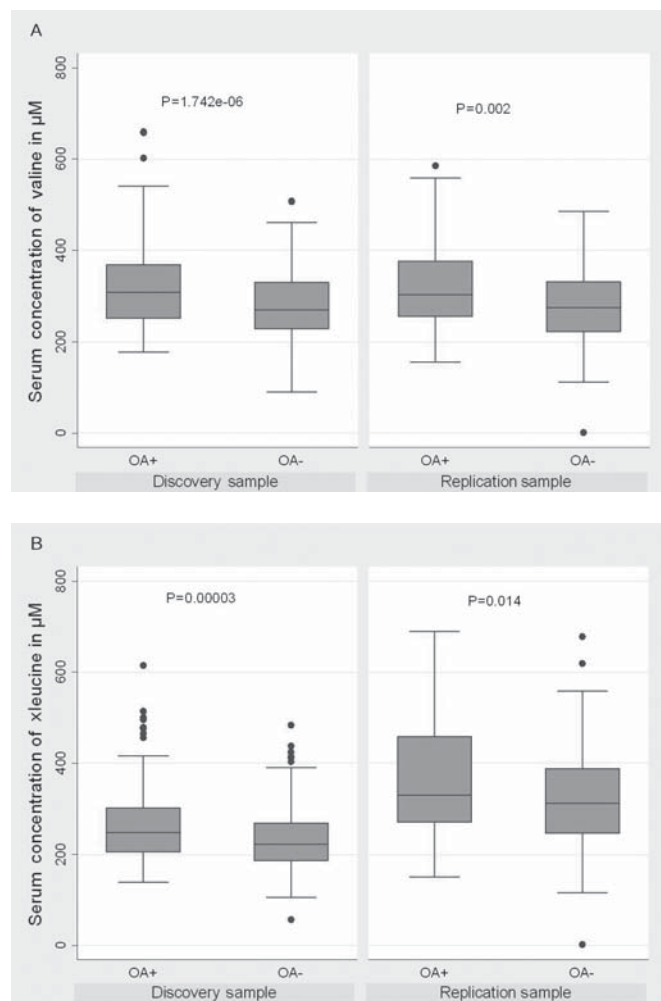 A
Serum concentration of valine in µM
800
600
400
200
0
P=1.742e-06
P=0.002
OA+
OA-
OA+
OA-
Discovery sample
Replication sample
B
Serum concentration of xleucine in µM
800
600
400
200
0
P=0.00003
P=0.014
OA+
OA-
OA+
OA-
Discovery sample
Replication sample